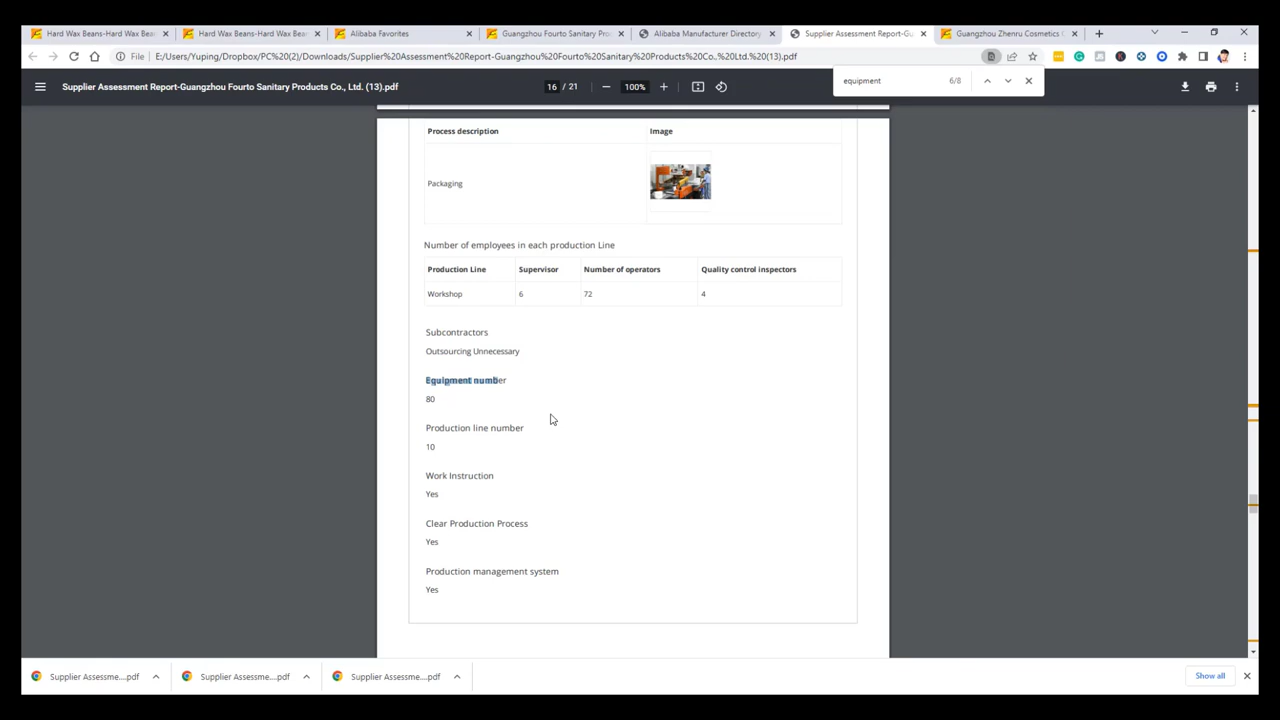 Hard Wax Beans-Hard Wax Bea
Hard Wax Beans-Hard Wax Bea
Alibaba Favorites
Guangzhou Fourto Sanitary Pro
Alibaba Manufacturer Directory
Supplier Assessment Report-Gu
Guangzhou Zhenru Cosmetics C
File
E:/Users/Yuping/Dropbox/PC%20(2)/Downloads/Supplier%20Assessment%20Report-Guangzhou%20Fourto%20Sanitary%20Products%20Co.,%20Ltd.%20(13).pdf
equipment 6/8
Supplier Assessment Report-Guangzhou Fourto Sanitary Products Co., Ltd. (13).pdf
16 / 21
100%
Process description Image
Packaging
Number of employees in each production Line
Production Line Supervisor Number of operators Quality control inspectors
Workshop 6 72 4
Subcontractors
Outsourcing Unnecessary
Equipment number
80
Production line number
10
Work Instruction
Yes
Clear Production Process
Yes
Production management system
Yes
Supplier Assesme....pdf
Supplier Assesme....pdf
Supplier Assesme....pdf
Show all